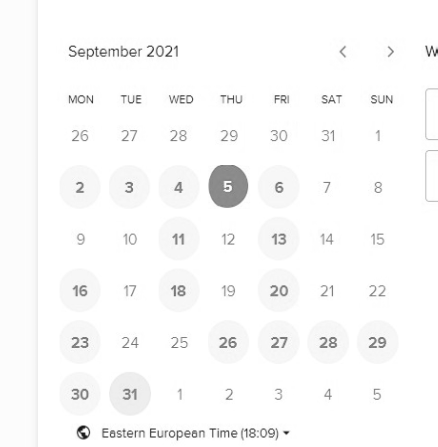 September 2021
W
MON TUE WED THU FRI SAT SUN
26 27 28 29 30 31 1
2 3 4 5 6 7 8
9 10 11 12 13 14 15
16 17 18 19 20 21 22
23 24 25 26 27 28 29
30 31 1 2 3 4 5
Eastern European Time (18:09)